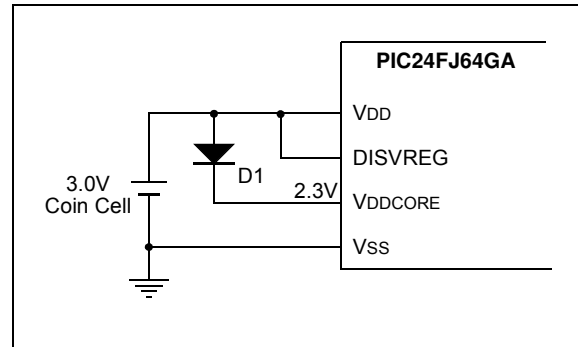 PIC24FJ64GA
VDD
DISVREG
D1
3.0V
Coin Cell
2.3V
VDDCORE
VSS